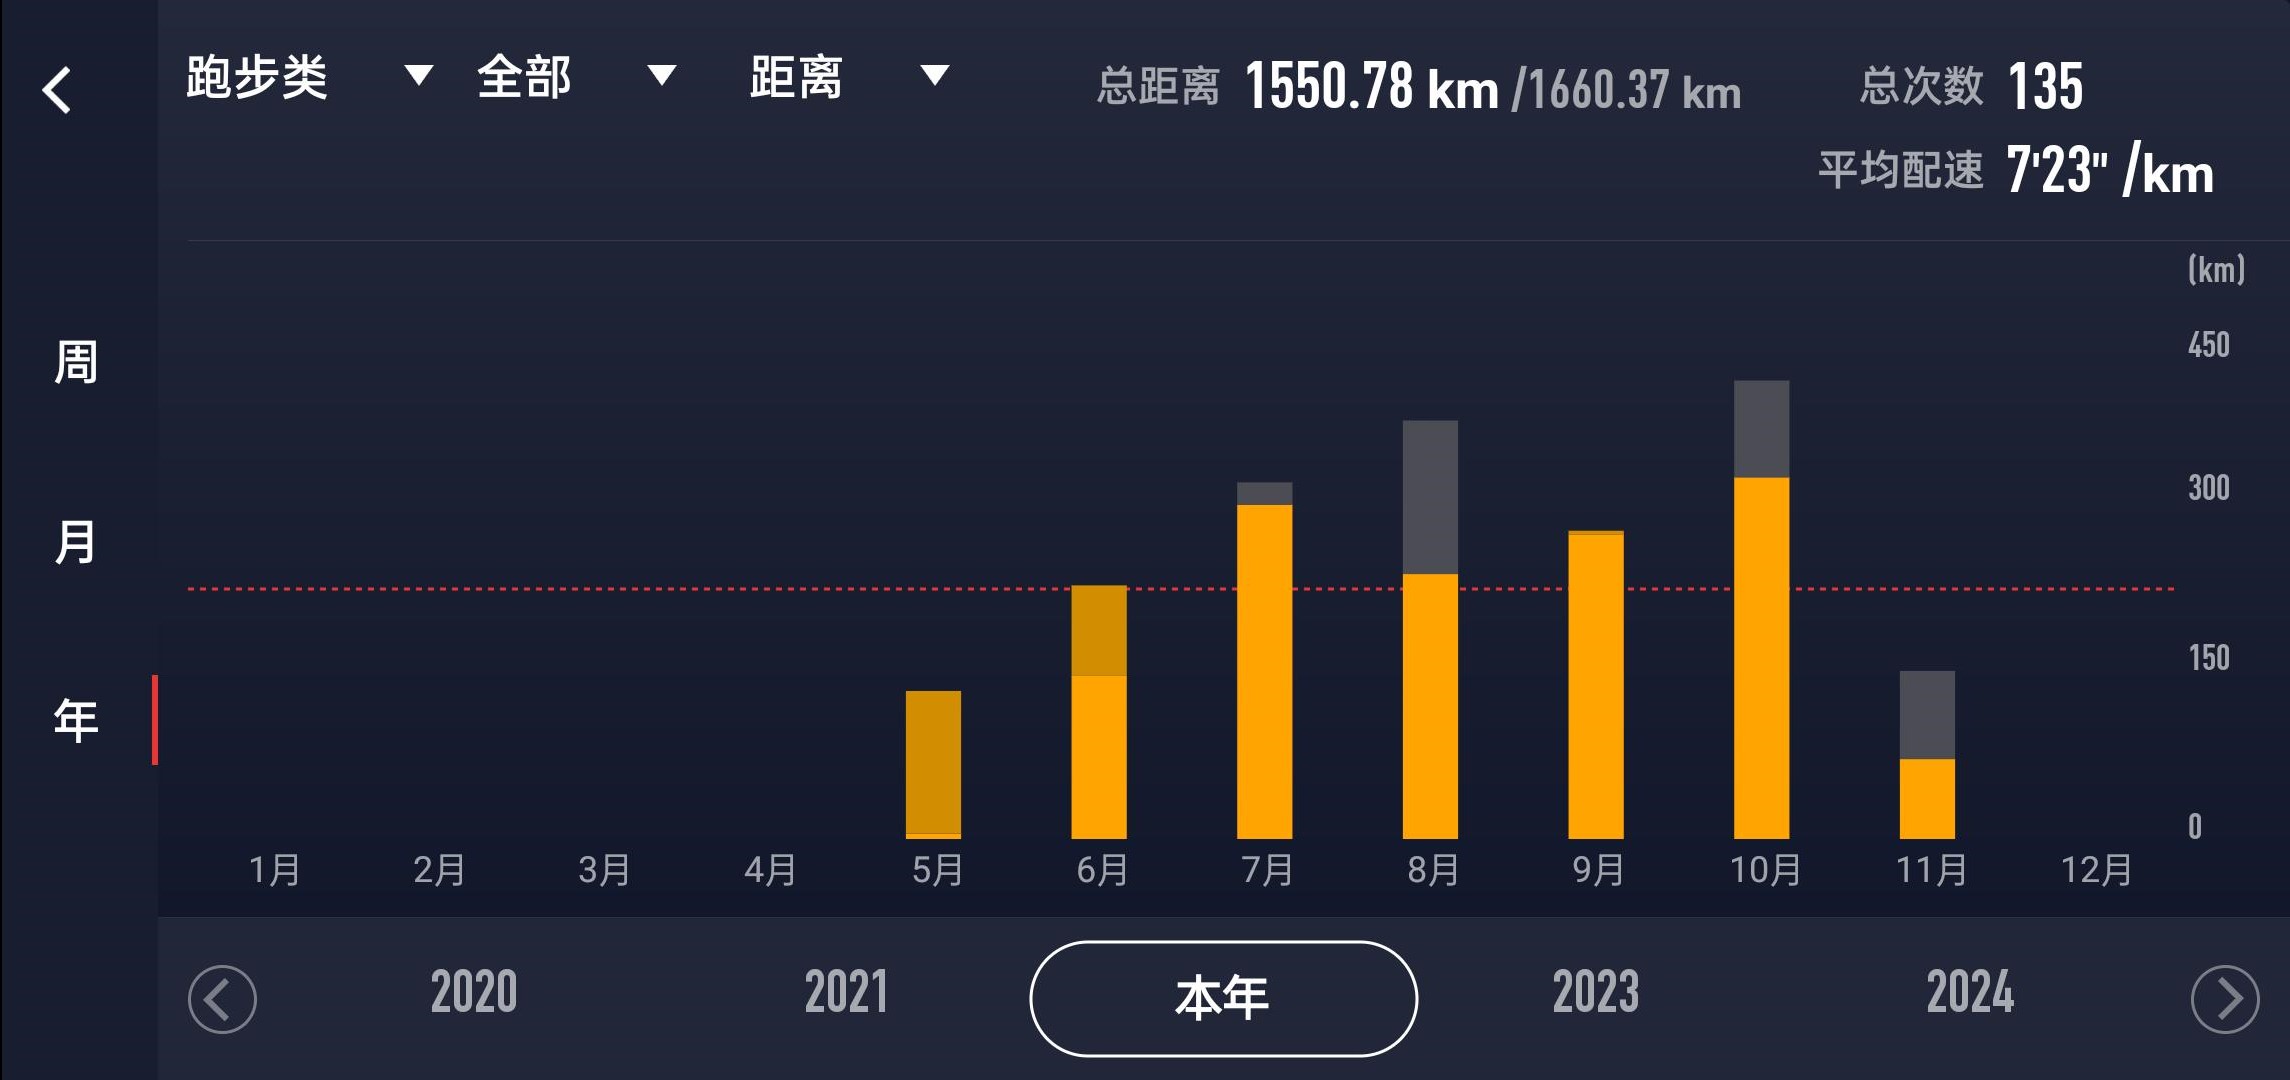 跑步类 全部 距离 总距离 1550.78 km /1660.37 km 总次数 135
平均配速 7'23" /km
(km)
周
450
300
月
150
年
0
1月 2月 3月 4月 5月 6月 7月 8月 9月 10月 11月 12月
2020 2021 本年 2023 2024